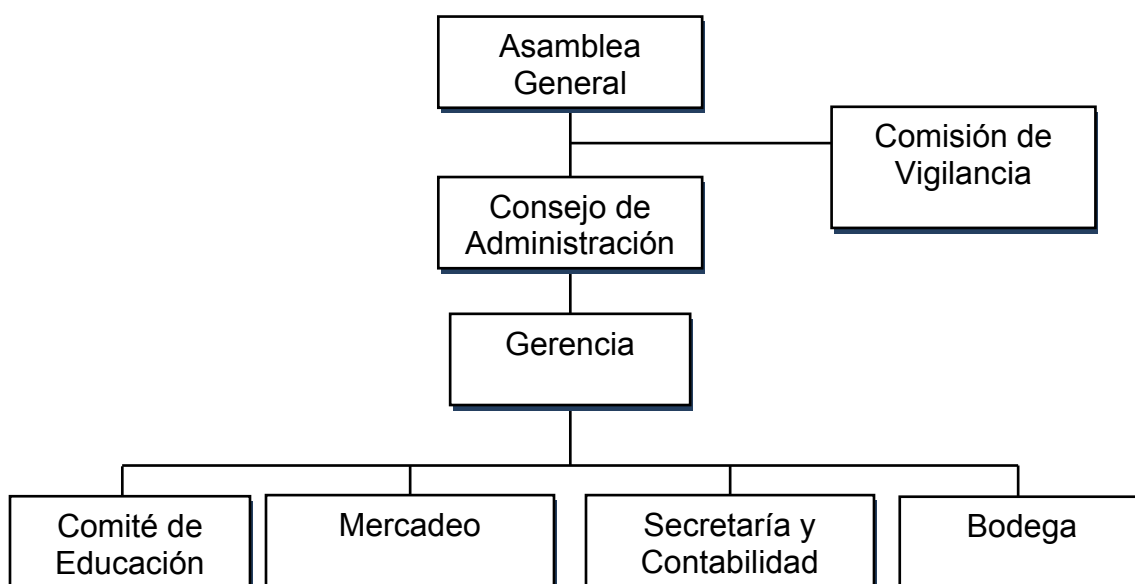 Asamblea
General
Comisión de
Vigilancia
Consejo de
Administración
Gerencia
Comité de
Educación
Mercadeo
Secretaría y
Contabilidad
Bodega